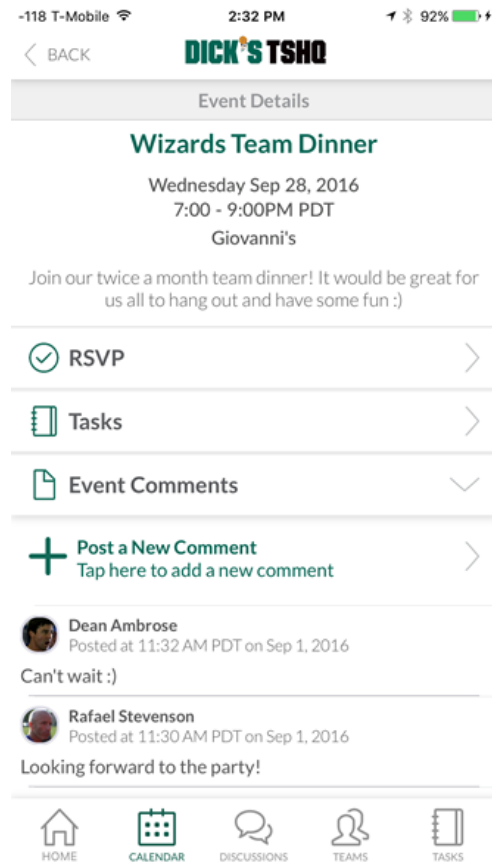 -118 T-Mobile 2:32 PM 92%
BACK DICK'S TSHQ
Event Details
Wizards Team Dinner
Wednesday Sep 28, 2016
7:00 - 9:00PM PDT
Giovanni's
Join our twice a month team dinner! It would be great for
us all to hang out and have some fun :)
RSVP
Tasks
Event Comments
Post a New Comment
Tap here to add a new comment
Dean Ambrose
Posted at 11:32 AM PDT on Sep 1, 2016
Can't wait :)
Rafael Stevenson
Posted at 11:30 AM PDT on Sep 1, 2016
Looking forward to the party!
HOME CALENDAR DISCUSSIONS TEAMS TASKS